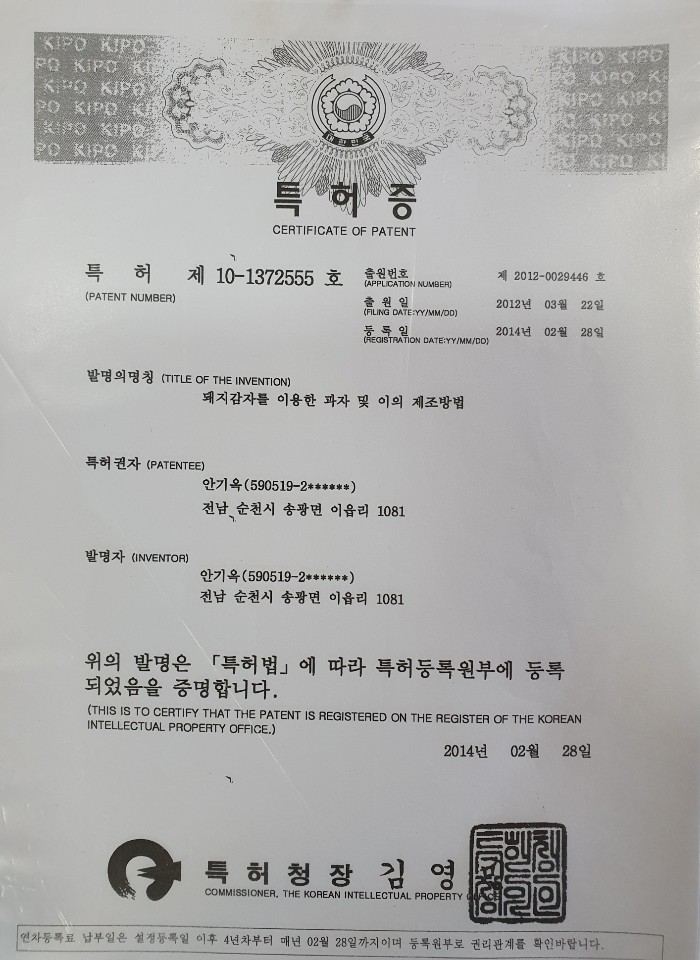 KIPO KIPO KIPO KIPO
특허증
CERTIFICATE OF PATENT
특 허 제 10-1372555 호
(PATENT NUMBER)
출원번호 제 2012-0029446 호
(APPLICATION NUMBER)
출 원 일 2012년 03월 22일
(FILING DATE:YY/MM/DD)
등 록 일 2014년 02월 28일
(REGISTRATION DATE:YY/MM/DD)
발명의명칭 (TITLE OF THE INVENTION)
돼지감자를 이용한 과자 및 이의 제조방법
특허권자 (PATENTEE)
안기옥(590519-2******)
전남 순천시 송광면 이읍리 1081
발명자 (INVENTOR)
안기옥(590519-2******)
전남 순천시 송광면 이읍리 1081
위의 발명은 「특허법」에 따라 특허등록원부에 등록
되었음을 증명합니다.
(THIS IS TO CERTIFY THAT THE PATENT IS REGISTERED ON THE REGISTER OF THE KOREAN
INTELLECTUAL PROPERTY OFFICE.)
2014년 02월 28일
특허청장 김영
COMMISSIONER, THE KOREAN INTELLECTUAL PROPERTY
연차등록료 납부일은 설정등록일 이후 4년차부터 매년 02월 28일까지이며 등록원부로 권리관계를 확인바랍니다.